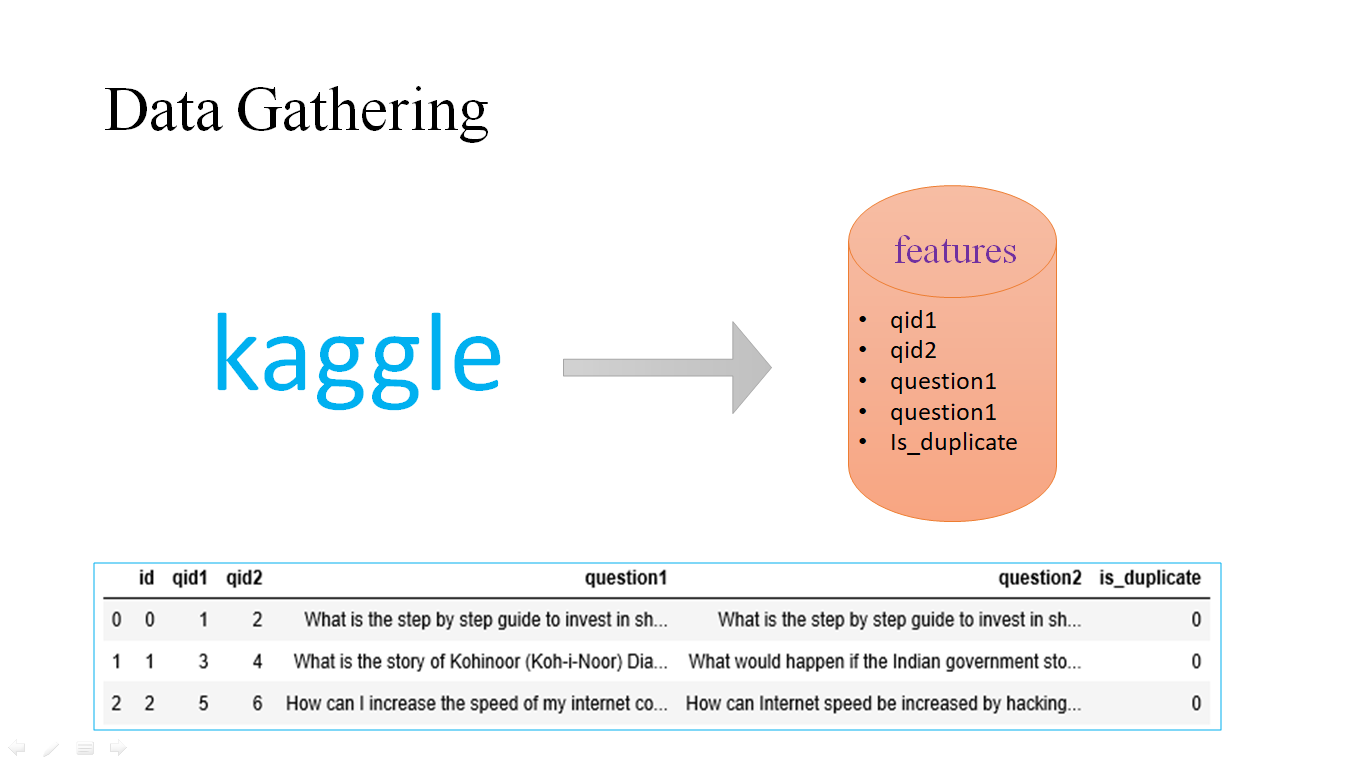 Data Gathering
kaggle
features
• qid1
• qid2
• question1
• question1
• Is_duplicate
id qid1 qid2 question1 question2 is_duplicate
0 0 1 2 What is the step by step guide to invest in sh... What is the step by step guide to invest in sh... 0
1 1 3 4 What is the story of Kohinoor (Koh-i-Noor) Dia... What would happen if the Indian government sto... 0
2 2 5 6 How can I increase the speed of my internet co... How can Internet speed be increased by hacking... 0